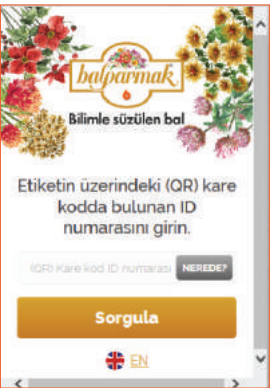 balparmak
Bilimle süzülen bal
Etiketin üzerindeki (QR) kare
kodda bulunan ID
numarasını girin.
(QR) Kare kod ID numarası NEREDE?
Sorgula
EN